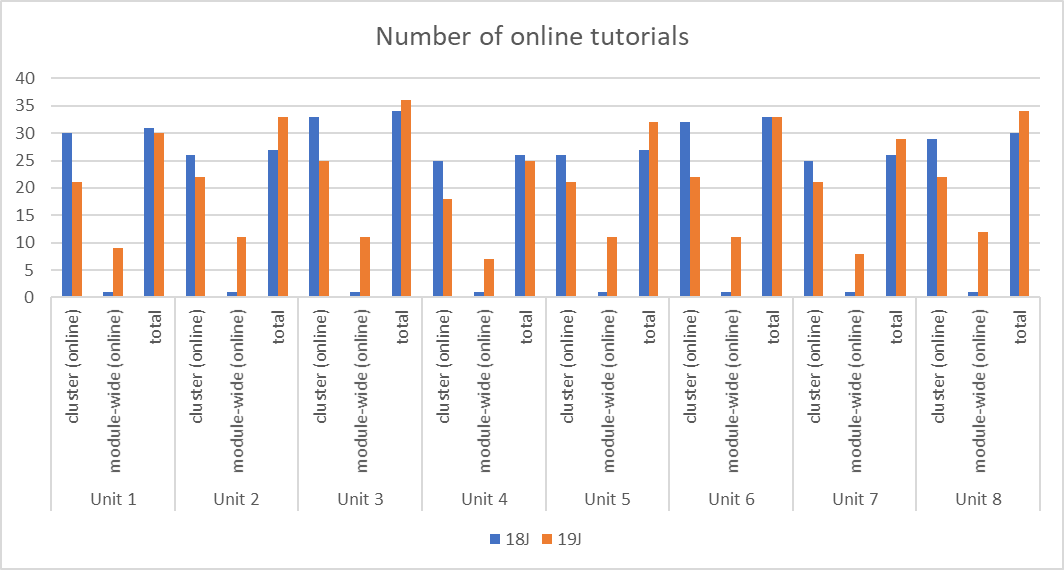 Number of online tutorials
40
35
30
25
20
15
10
5
0
cluster (online)
module-wide (online)
total
cluster (online)
module-wide (online)
total
cluster (online)
module-wide (online)
total
cluster (online)
module-wide (online)
total
cluster (online)
module-wide (online)
total
cluster (online)
module-wide (online)
total
cluster (online)
module-wide (online)
total
cluster (online)
module-wide (online)
total
Unit 1 Unit 2 Unit 3 Unit 4 Unit 5 Unit 6 Unit 7 Unit 8
18J 19J